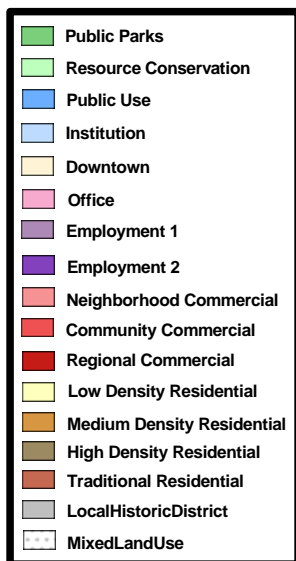 Public Parks
Resource Conservation
Public Use
Institution
Downtown
Office
Employment 1
Employment 2
Neighborhood Commercial
Community Commercial
Regional Commercial
Low Density Residential
Medium Density Residential
High Density Residential
Traditional Residential
LocalHistoricDistrict
MixedLandUse